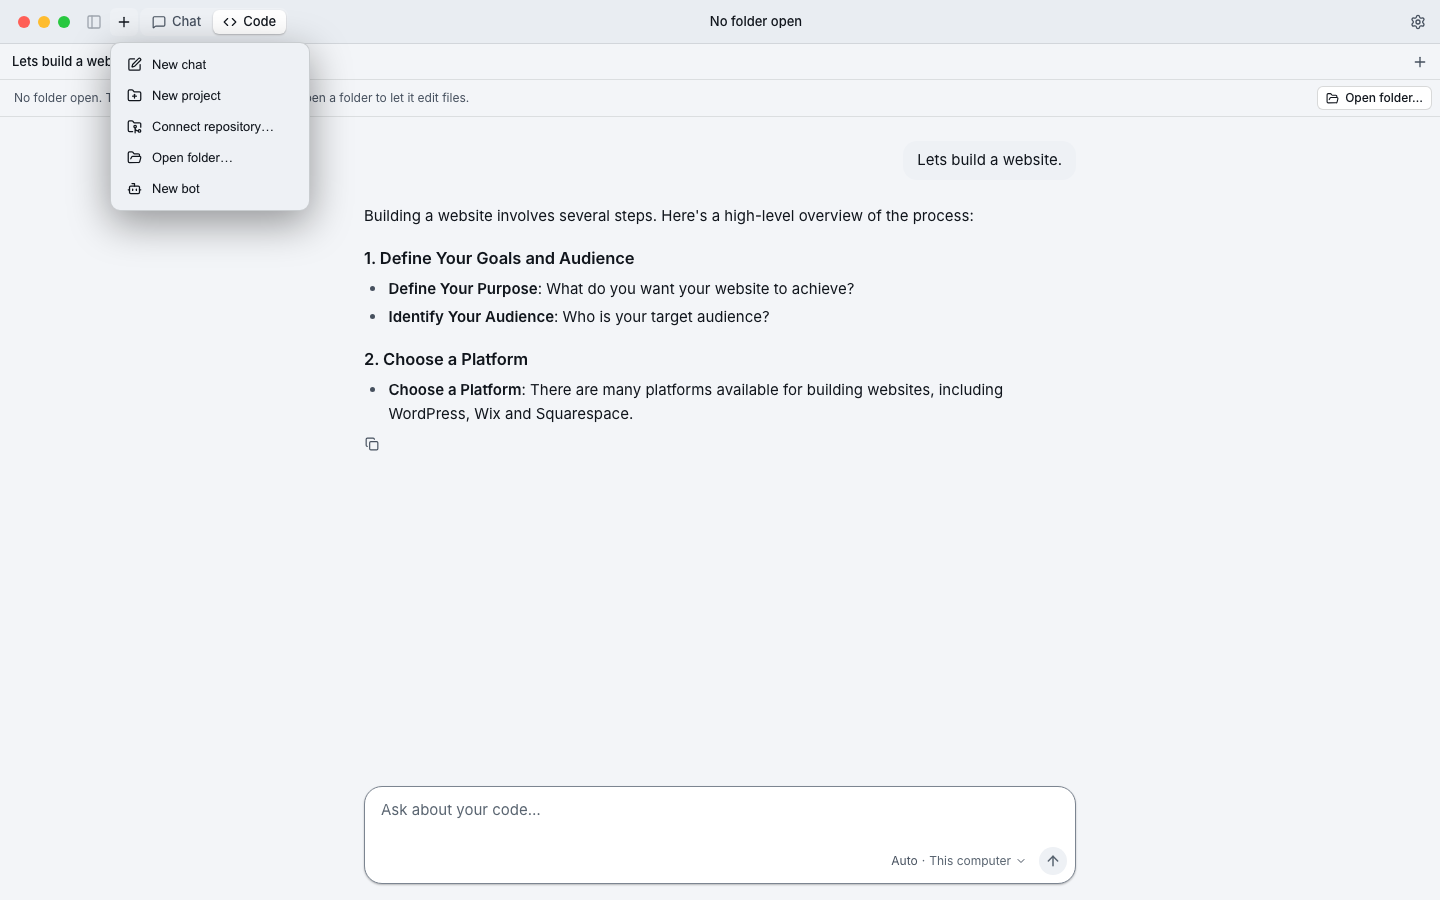 Chat
Code
No folder open
Lets build a web
New chat
New project
Connect repository...
Open folder...
New bot
No folder open. T
en a folder to let it edit files.
Open folder...
Lets build a website.
Building a website involves several steps. Here's a high-level overview of the process:
1. Define Your Goals and Audience
• Define Your Purpose: What do you want your website to achieve?
• Identify Your Audience: Who is your target audience?
2. Choose a Platform
• Choose a Platform: There are many platforms available for building websites, including
WordPress, Wix and Squarespace.
Ask about your code...
Auto · This computer